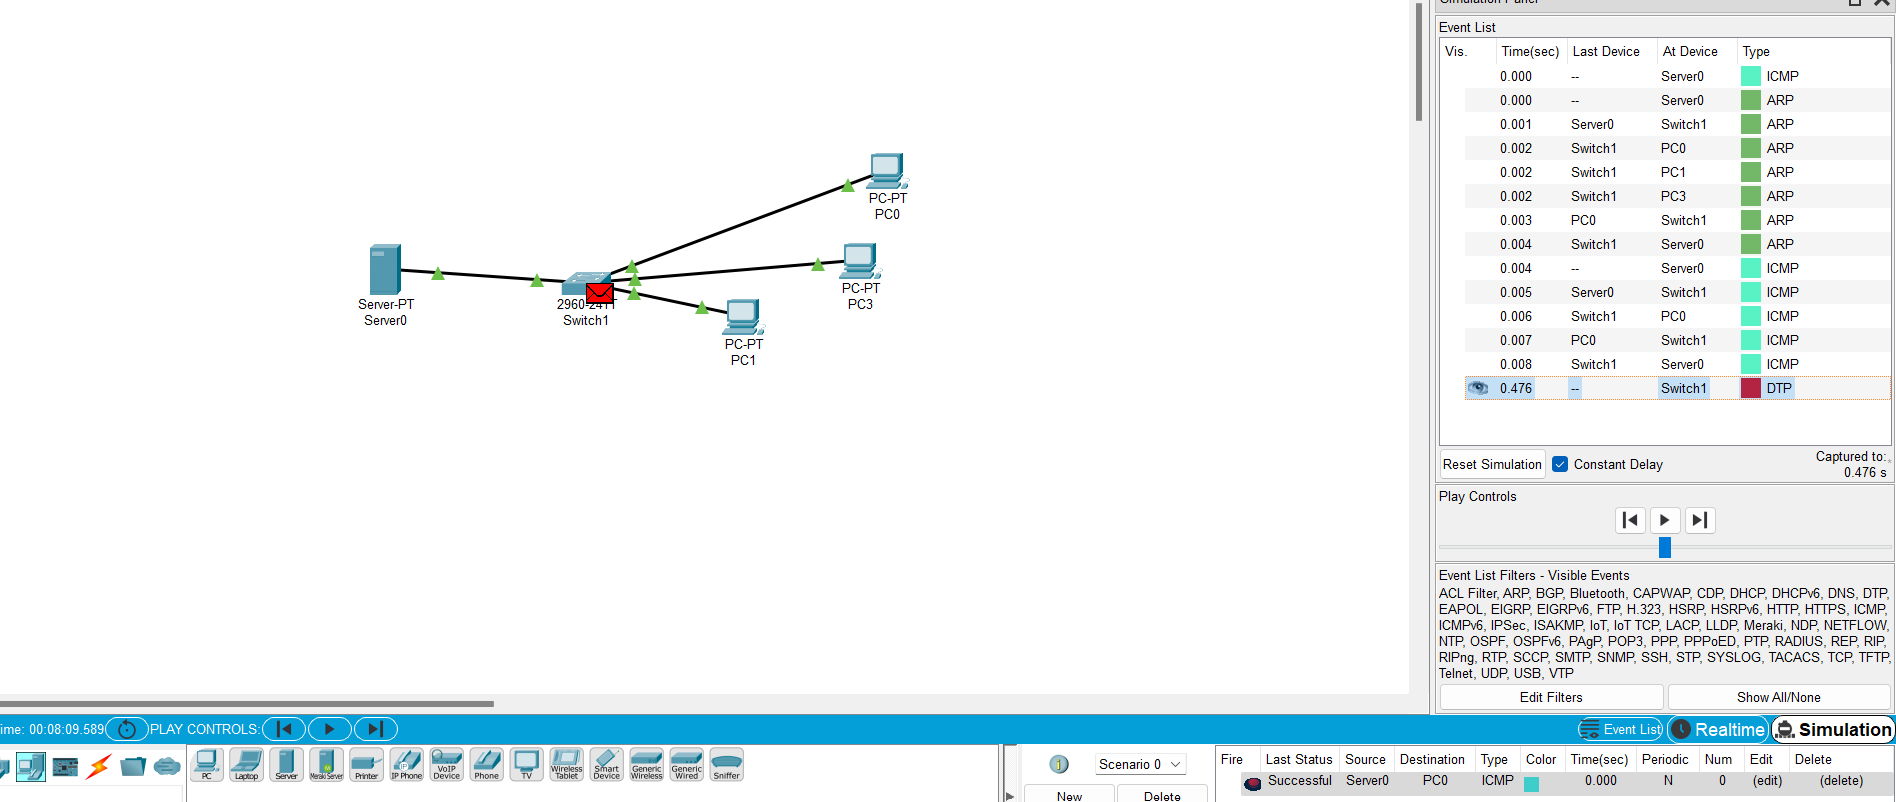 Simulation Panel
Event List
Vis. Time(sec) Last Device At Device Type
0.000 -- Server0 ICMP
0.000 -- Server0 ARP
0.001 Server0 Switch1 ARP
0.002 Switch1 PC0 ARP
0.002 Switch1 PC1 ARP
0.002 Switch1 PC3 ARP
0.003 PC0 Switch1 ARP
0.004 Switch1 Server0 ARP
0.004 -- Server0 ICMP
0.005 Server0 Switch1 ICMP
0.006 Switch1 PC0 ICMP
0.007 PC0 Switch1 ICMP
0.008 Switch1 Server0 ICMP
0.476 -- Switch1 DTP
PC-PT
PC0
PC-PT
PC3
Server-PT
Server0
2960-24TT
Switch1
PC-PT
PC1
Reset Simulation Constant Delay
Captured to:
0.476 s
Play Controls
Event List Filters - Visible Events
ACL Filter, ARP, BGP, Bluetooth, CAPWAP, CDP, DHCP, DHCPv6, DNS, DTP,
EAPOL, EIGRP, EIGRPv6, FTP, H.323, HSRP, HSRPv6, HTTP, HTTPS, ICMP,
ICMPv6, IPSec, ISAKMP, IoT, IoT TCP, LACP, LLDP, Meraki, NDP, NETFLOW,
NTP, OSPF, OSPFv6, PAgP, POP3, PPP, PPPoED, PTP, RADIUS, REP, RIP,
RIPng, RTP, SCCP, SMTP, SNMP, SSH, STP, SYSLOG, TACACS, TCP, TFTP,
Telnet, UDP, USB, VTP
Edit Filters Show All/None
ime: 00:08:09.589 PLAY CONTROLS: Event List Realtime Simulation
PC
Laptop
Server
Meraki Server
Printer
IP Phone
VoIP Device
Phone
TV
Wireless Tablet
Smart Device
Generic Wireless
Generic Wired
Sniffer
1 Scenario 0
New Delete
Fire Last Status Source Destination Type Color Time(sec) Periodic Num Edit Delete
Successful Server0 PC0 ICMP 0.000 N 0 (edit) (delete)